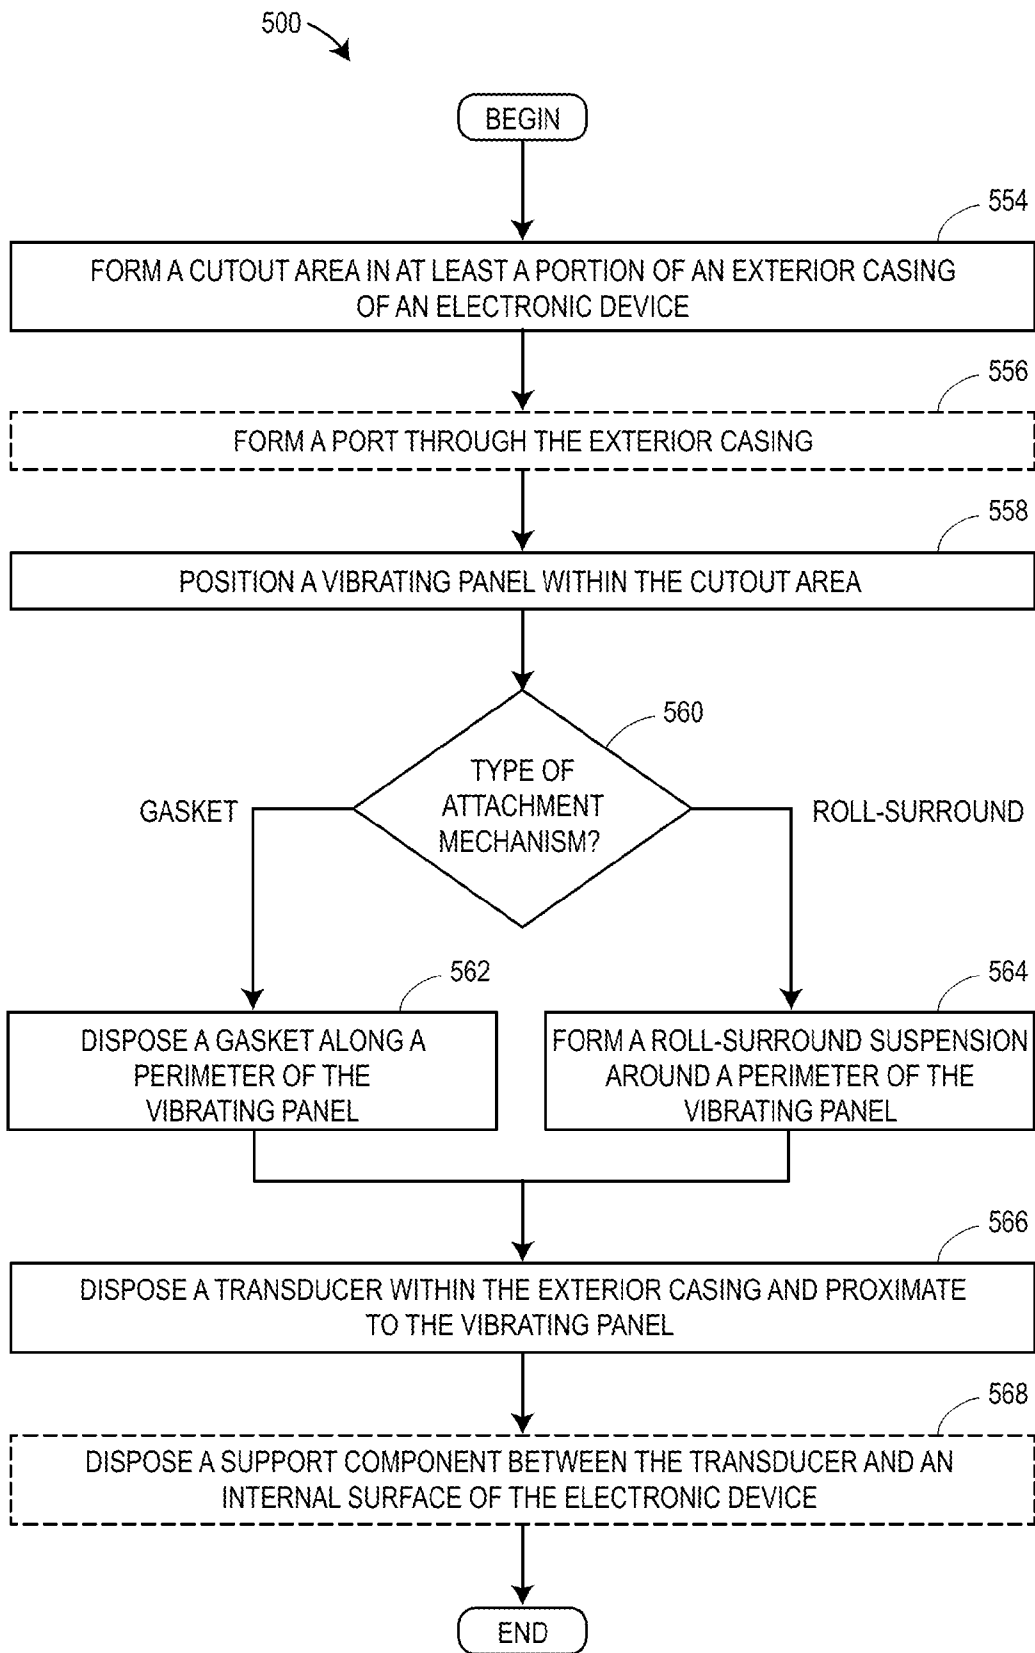 500
BEGIN
554
FORM A CUTOUT AREA IN AT LEAST A PORTION OF AN EXTERIOR CASING
OF AN ELECTRONIC DEVICE
556
FORM A PORT THROUGH THE EXTERIOR CASING
558
POSITION A VIBRATING PANEL WITHIN THE CUTOUT AREA
560
TYPE OF
ATTACHMENT
MECHANISM?
GASKET
ROLL-SURROUND
562
DISPOSE A GASKET ALONG A
PERIMETER OF THE
VIBRATING PANEL
564
FORM A ROLL-SURROUND SUSPENSION
AROUND A PERIMETER OF THE
VIBRATING PANEL
566
DISPOSE A TRANSDUCER WITHIN THE EXTERIOR CASING AND PROXIMATE
TO THE VIBRATING PANEL
568
DISPOSE A SUPPORT COMPONENT BETWEEN THE TRANSDUCER AND AN
INTERNAL SURFACE OF THE ELECTRONIC DEVICE
END